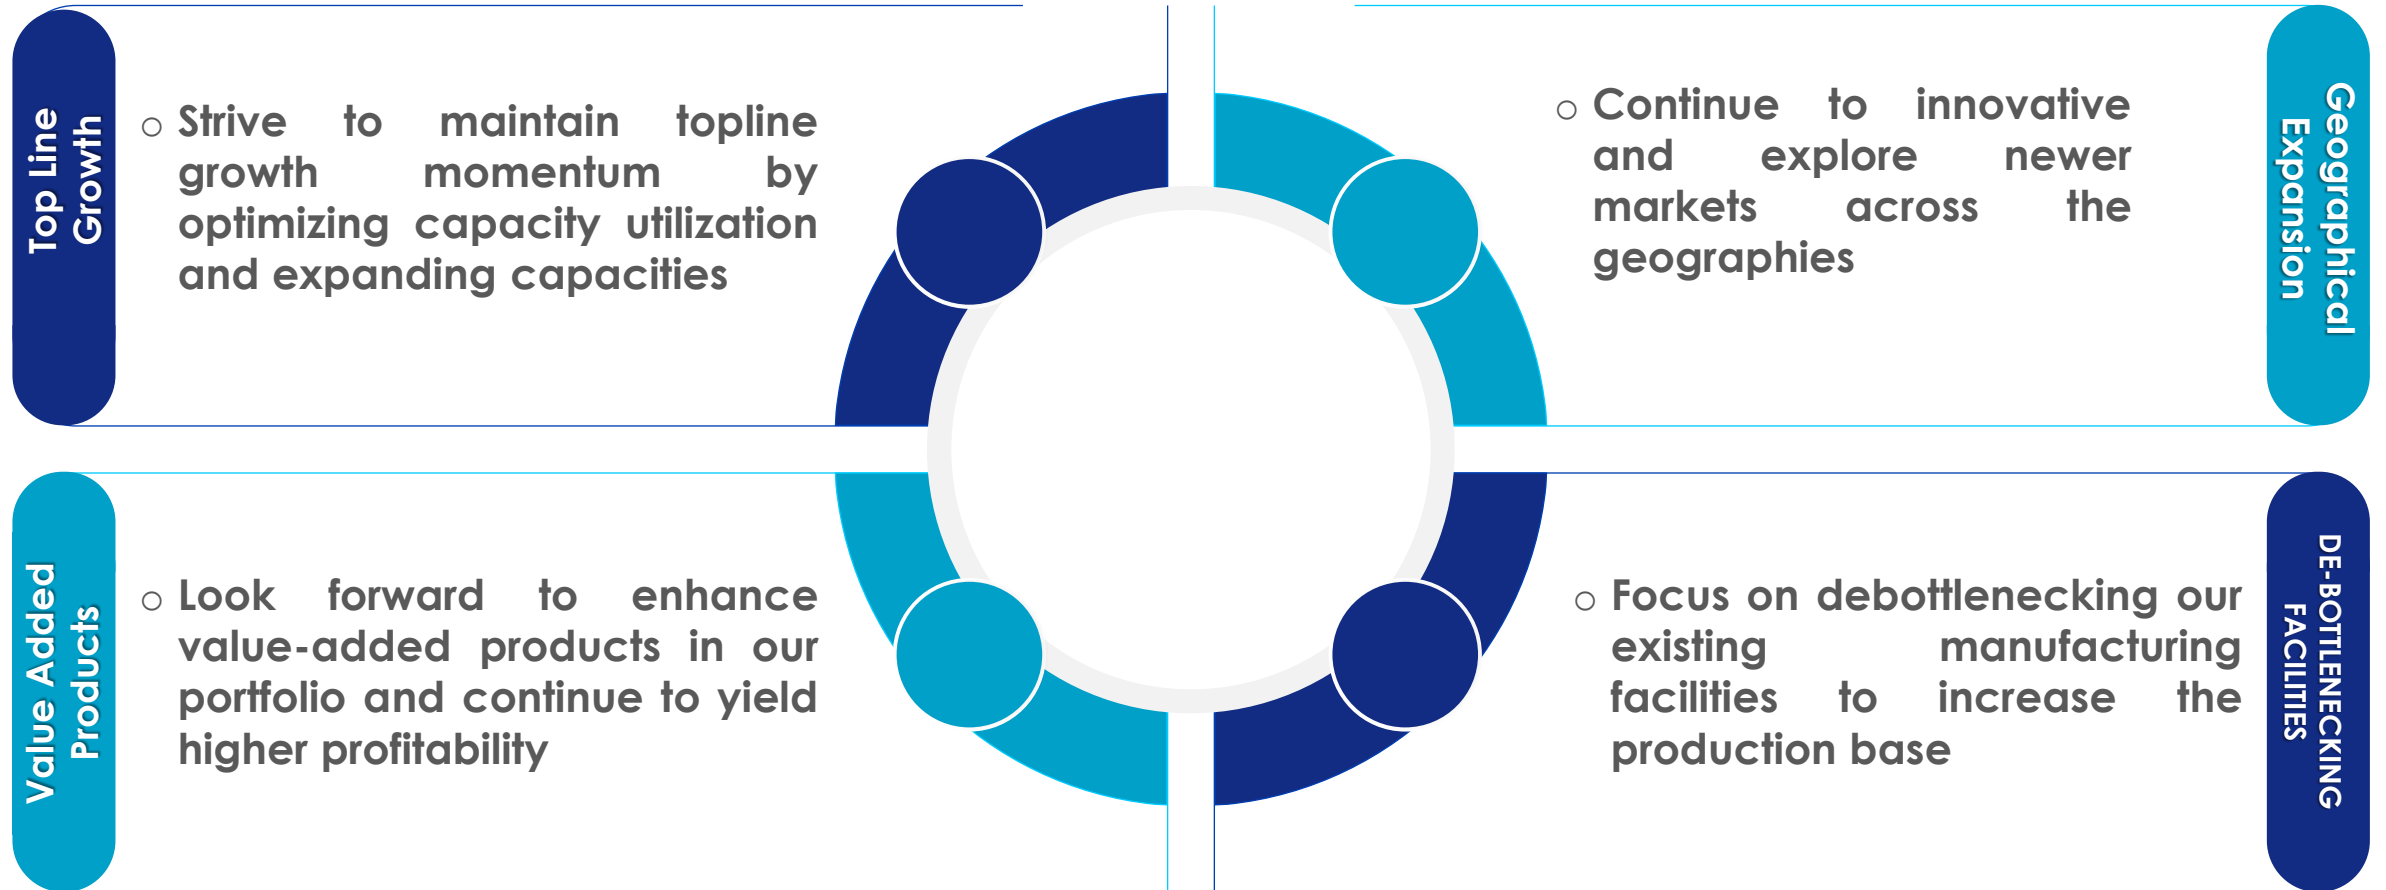 Top Line
Growth
○ Strive to maintain topline
growth momentum by
optimizing capacity utilization
and expanding capacities
○ Continue to innovative
and explore newer
markets across the
geographies
Geographical
Expansion
Value Added
Products
○ Look forward to enhance
value-added products in our
portfolio and continue to yield
higher profitability
○ Focus on debottlenecking our
existing manufacturing
facilities to increase the
production base
DE-BOTTLENECKING
FACILITIES